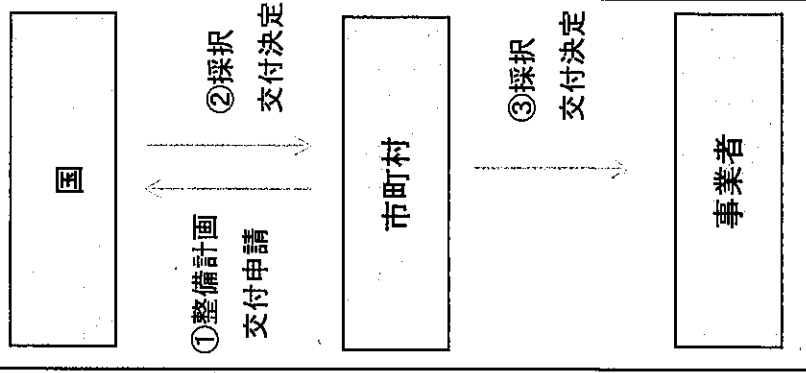 国
①整備計画
交付申請
②採択
交付決定
市町村
③採択
交付決定
事業者